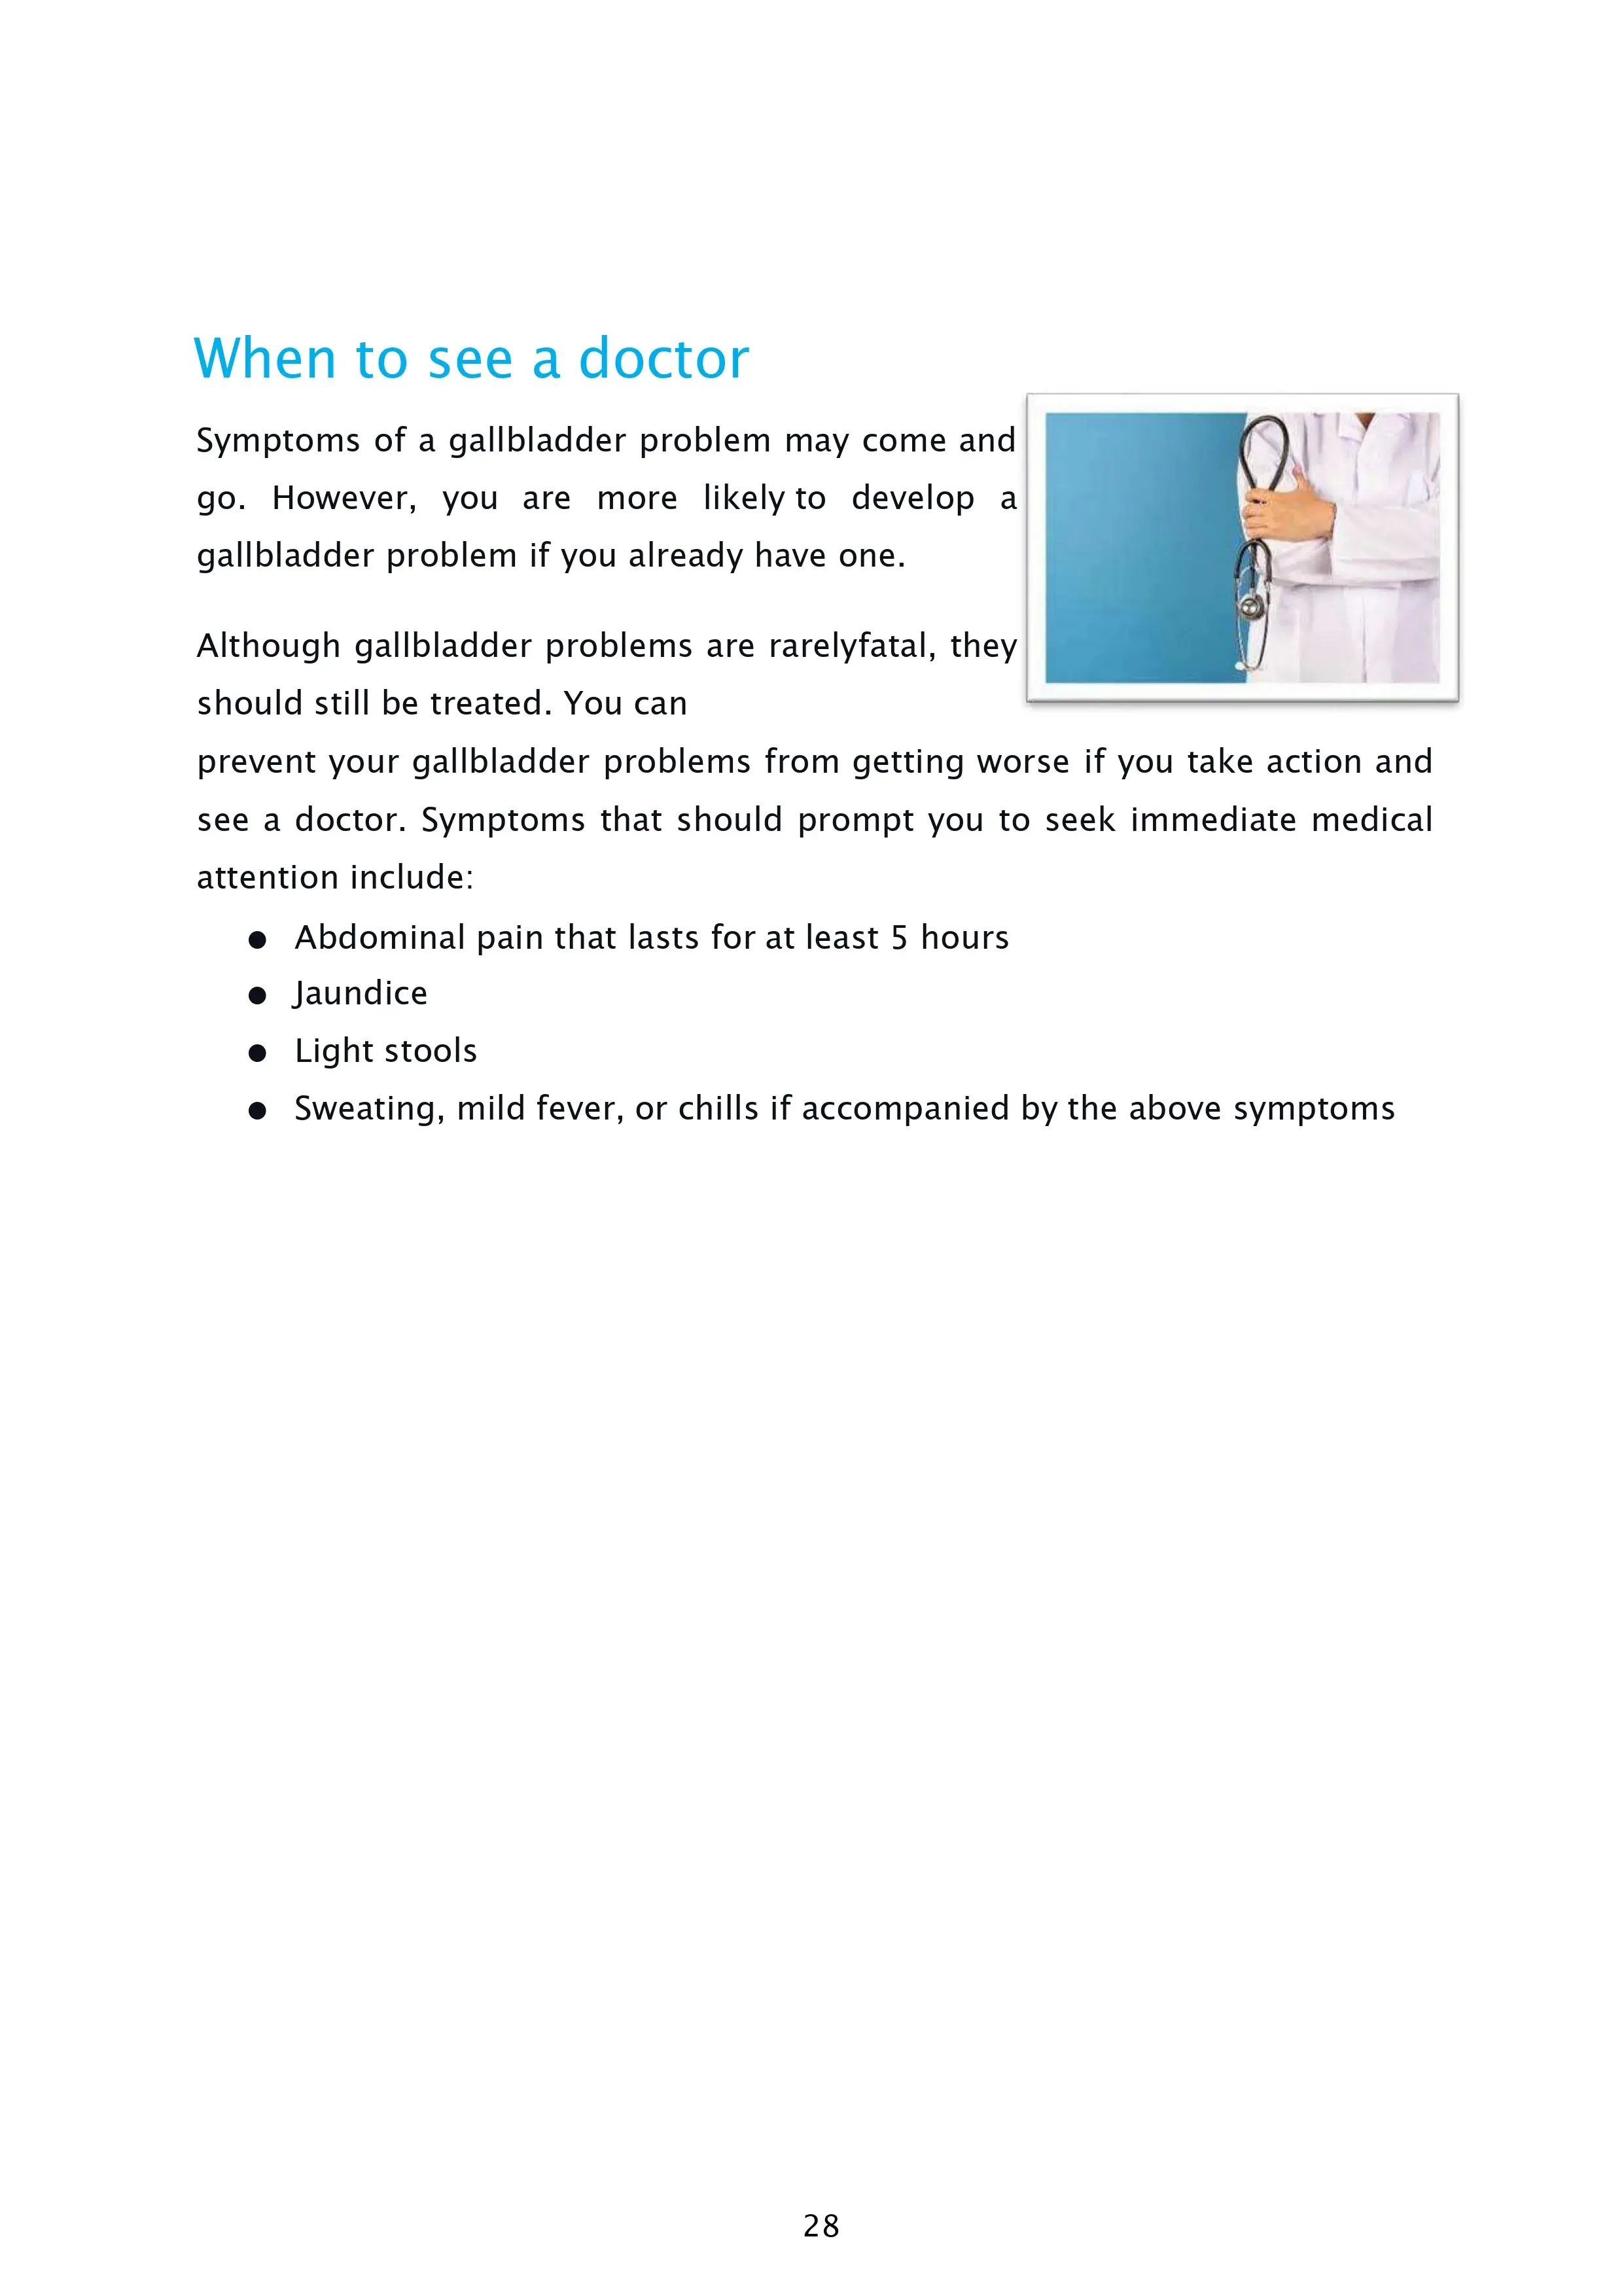 When to see a doctor
Symptoms of a gallbladder problem may come and
go. However, you are more likely to develop a
gallbladder problem if you already have one.
Although gallbladder problems are rarelyfatal, they
should still be treated. You can
prevent your gallbladder problems from getting worse if you take action and
see a doctor. Symptoms that should prompt you to seek immediate medical
attention include:
● Abdominal pain that lasts for at least 5 hours
● Jaundice
● Light stools
● Sweating, mild fever, or chills if accompanied by the above symptoms
28